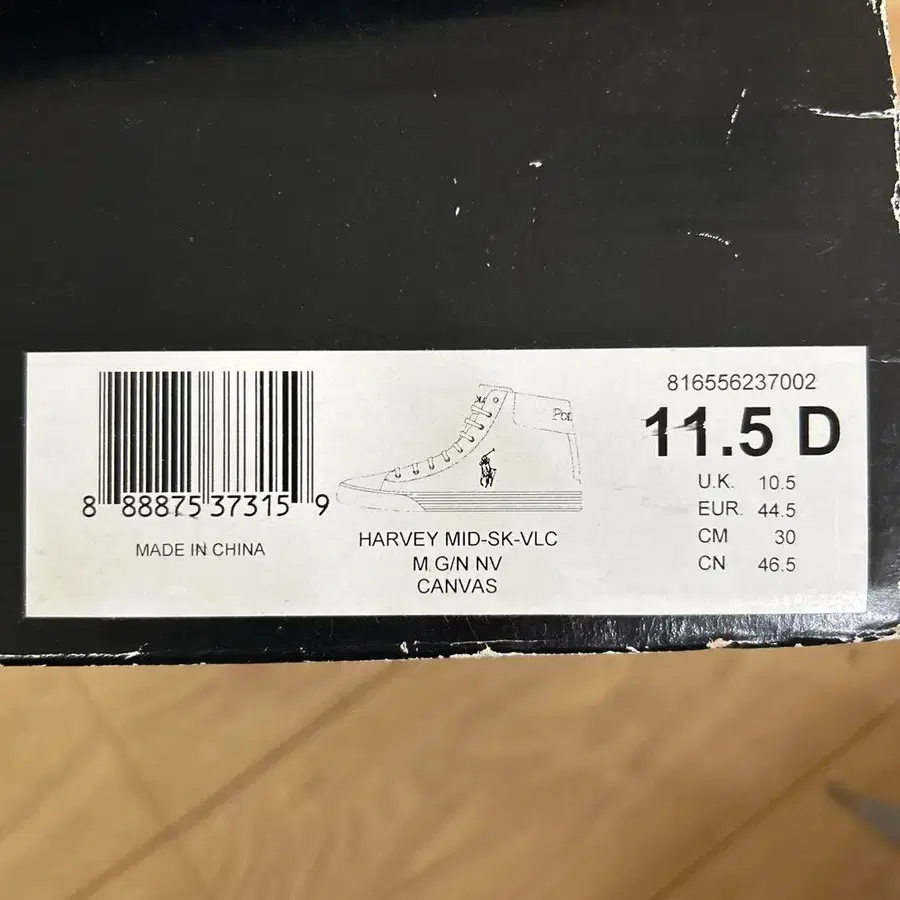 8 88875 37315 9
MADE IN CHINA
HARVEY MID-SK-VLC
M G/N NV
CANVAS
816556237002
11.5 D
U.K. 10.5
EUR. 44.5
CM 30
CN 46.5